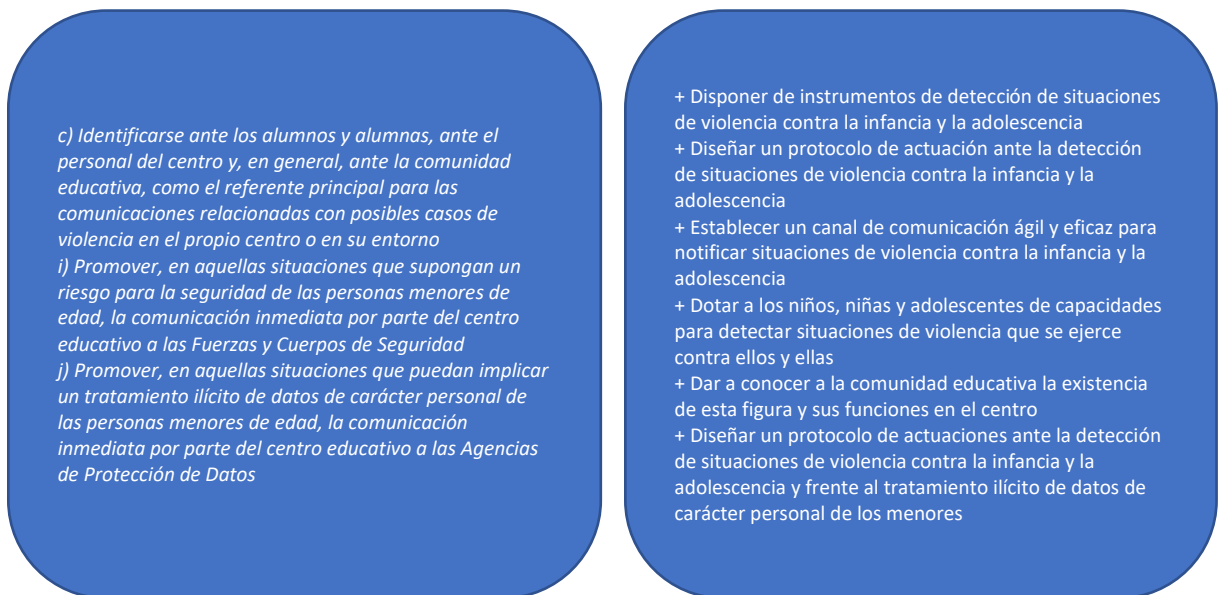 c) Identificarse ante los alumnos y alumnas, ante el
personal del centro y, en general, ante la comunidad
educativa, como el referente principal para las
comunicaciones relacionadas con posibles casos de
violencia en el propio centro o en su entorno
i) Promover, en aquellas situaciones que supongan un
riesgo para la seguridad de las personas menores de
edad, la comunicación inmediata por parte del centro
educativo a las Fuerzas y Cuerpos de Seguridad
j) Promover, en aquellas situaciones que puedan implicar
un tratamiento ilícito de datos de carácter personal de
las personas menores de edad, la comunicación
inmediata por parte del centro educativo a las Agencias
de Protección de Datos
+ Disponer de instrumentos de detección de situaciones
de violencia contra la infancia y la adolescencia
+ Diseñar un protocolo de actuación ante la detección
de situaciones de violencia contra la infancia y la
adolescencia
+ Establecer un canal de comunicación ágil y eficaz para
notificar situaciones de violencia contra la infancia y la
adolescencia
+ Dotar a los niños, niñas y adolescentes de capacidades
para detectar situaciones de violencia que se ejerce
contra ellos y ellas
+ Dar a conocer a la comunidad educativa la existencia
de esta figura y sus funciones en el centro
+ Diseñar un protocolo de actuaciones ante la detección
de situaciones de violencia contra la infancia y la
adolescencia y frente al tratamiento ilícito de datos de
carácter personal de los menores